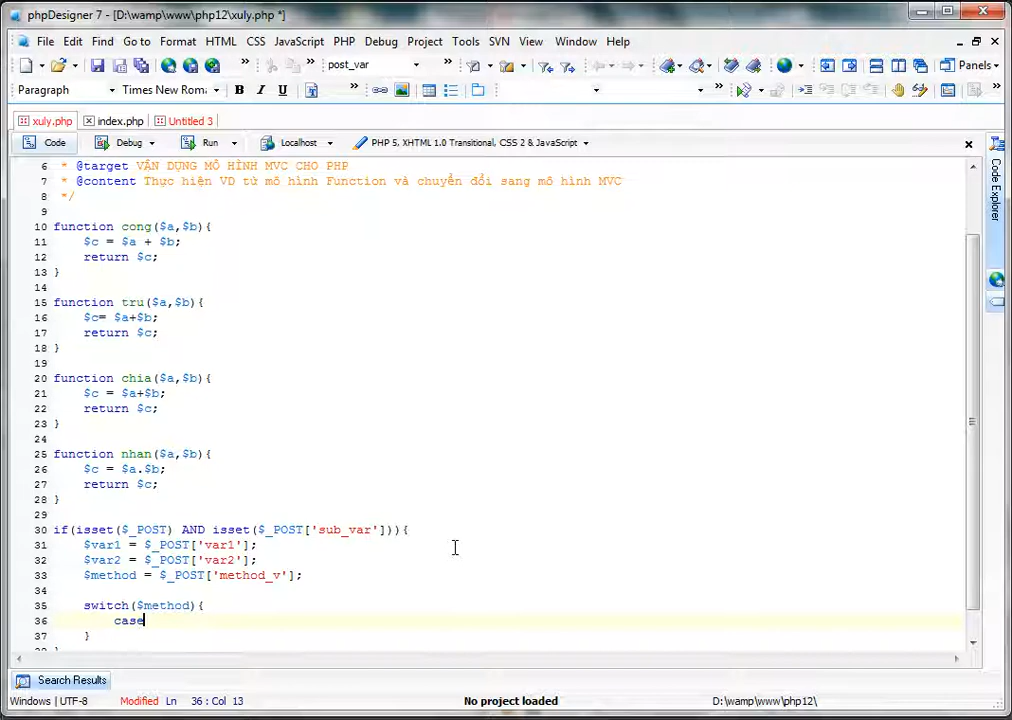 phpDesigner 7 - [D:\wamp\www\php12\xuly.php *]
File Edit Find Go to Format HTML CSS JavaScript PHP Debug Project Tools SVN View Window Help
post_var
Panels
Paragraph Times New Roma B I U
xuly.php index.php Untitled 3
Code Debug Run Localhost PHP 5, XHTML 1.0 Transitional, CSS 2 & JavaScript
Code Explorer
6 * @target VẬN DỤNG MÔ HÌNH MVC CHO PHP
7 * @content Thực hiện VD từ mô hình Function và chuyển đổi sang mô hình MVC
8 */
9
10 function cong($a,$b){
11 $c = $a + $b;
12 return $c;
13 }
14
15 function tru($a,$b){
16 $c= $a+$b;
17 return $c;
18 }
19
20 function chia($a,$b){
21 $c = $a+$b;
22 return $c;
23 }
24
25 function nhan($a,$b){
26 $c = $a.$b;
27 return $c;
28 }
29
30 if(isset($_POST) AND isset($_POST['sub_var'])){
31 $var1 = $_POST['var1'];
32 $var2 = $_POST['var2'];
33 $method = $_POST['method_v'];
34
35 switch($method){
36 case
37 }
Search Results
Windows | UTF-8 Modified Ln 36 : Col 13 No project loaded D:\wamp\www\php12\